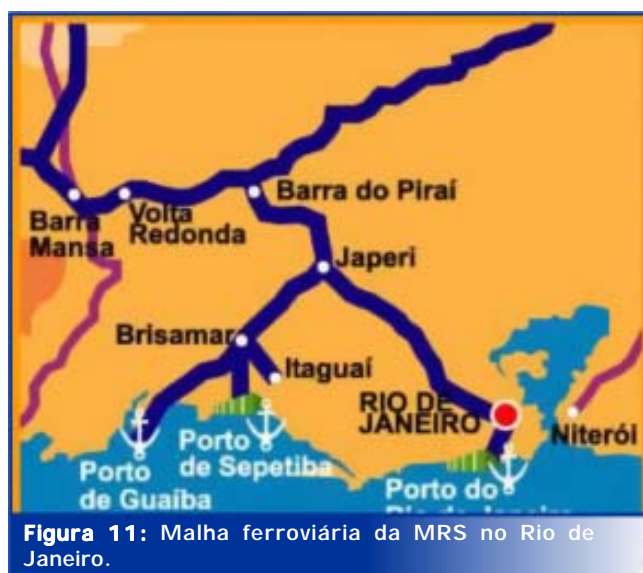 Barra do Piraí
Barra
Mansa
Volta
Redonda
Japeri
Brisamar
Itaguaí
RIO DE
JANEIRO
Niterói
Porto
de Sepetiba
Porto
de Guaíba
Porto do
Figura 11: Malha ferroviária da MRS no Rio de
Janeiro.